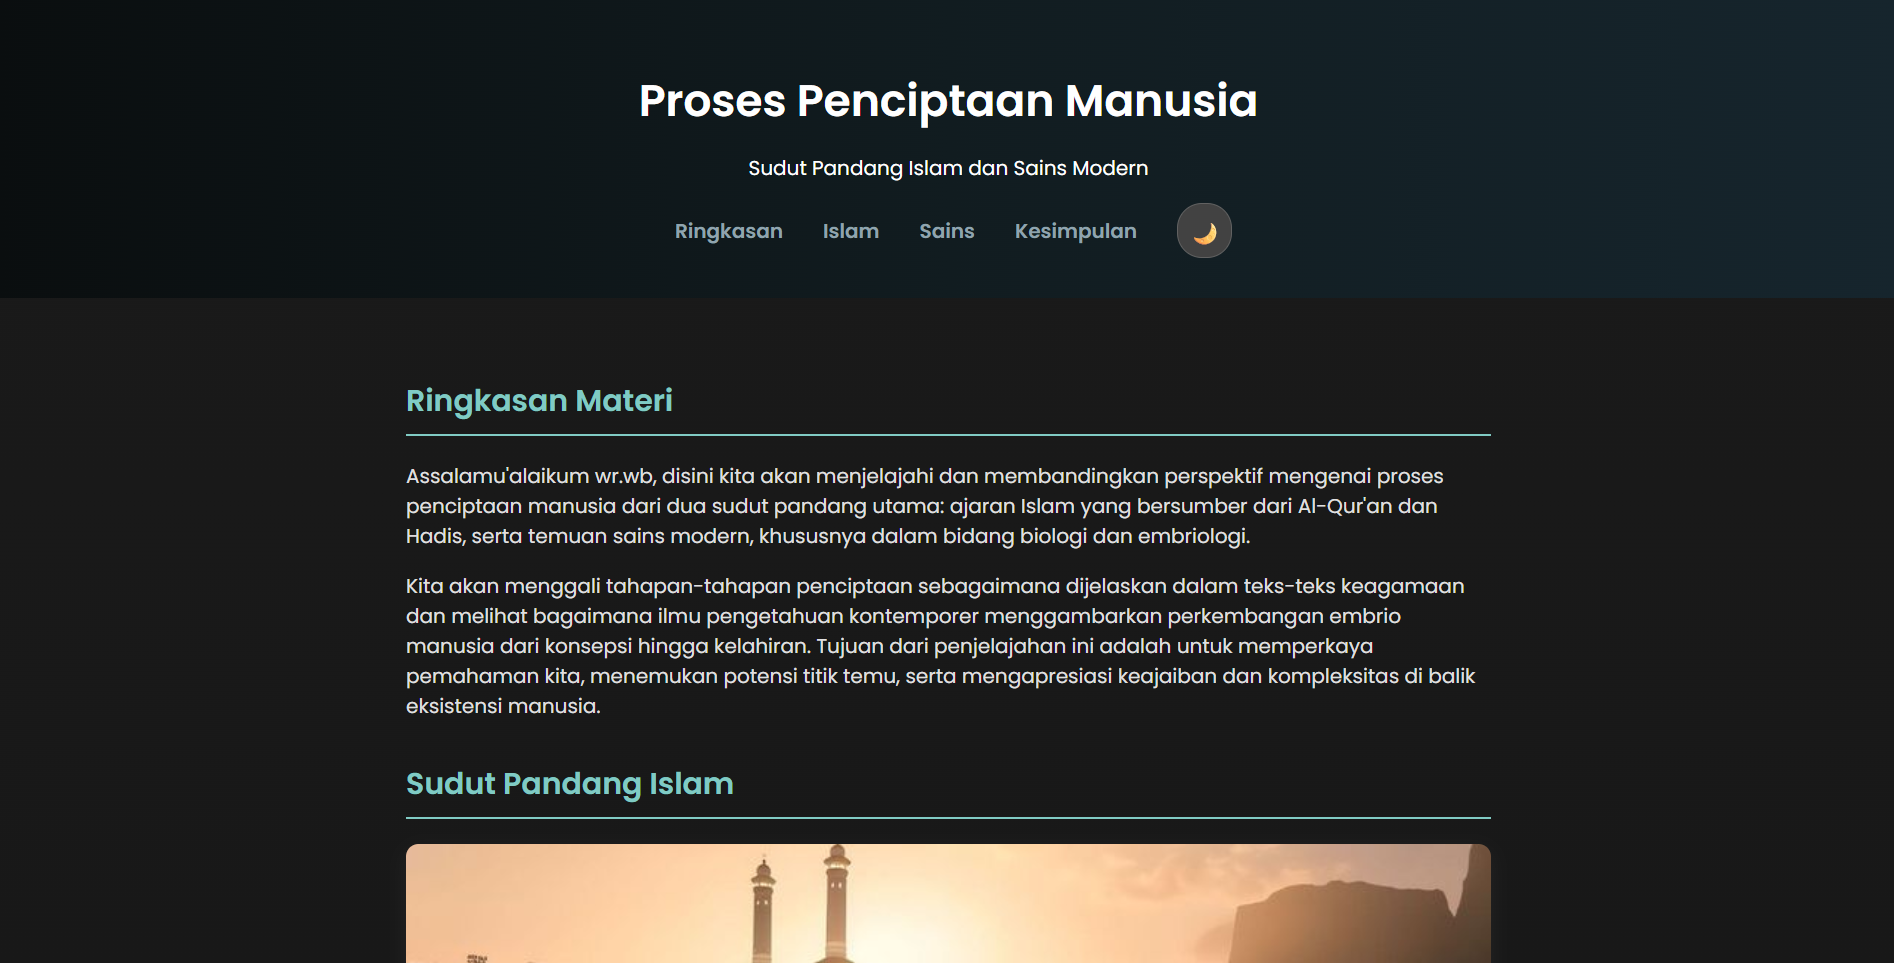 Proses Penciptaan Manusia
Sudut Pandang Islam dan Sains Modern
Ringkasan Islam Sains Kesimpulan
Ringkasan Materi
Assalamu'alaikum wr.wb, disini kita akan menjelajahi dan membandingkan perspektif mengenai proses
penciptaan manusia dari dua sudut pandang utama: ajaran Islam yang bersumber dari Al-Qur'an dan
Hadis, serta temuan sains modern, khususnya dalam bidang biologi dan embriologi.
Kita akan menggali tahapan-tahapan penciptaan sebagaimana dijelaskan dalam teks-teks keagamaan
dan melihat bagaimana ilmu pengetahuan kontemporer menggambarkan perkembangan embrio
manusia dari konsepsi hingga kelahiran. Tujuan dari penjelajahan ini adalah untuk memperkaya
pemahaman kita, menemukan potensi titik temu, serta mengapresiasi keajaiban dan kompleksitas di balik
eksistensi manusia.
Sudut Pandang Islam